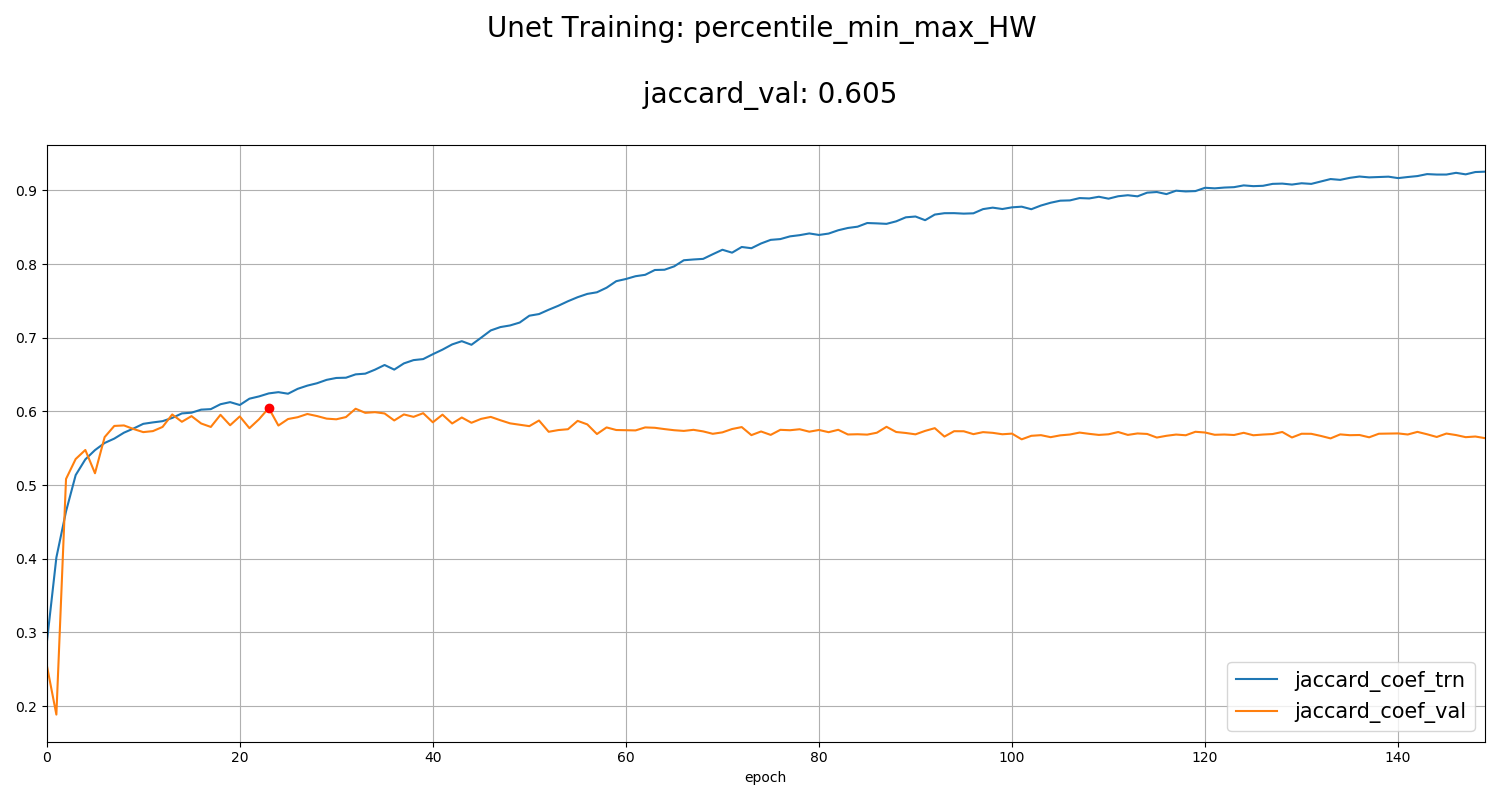 Unet Training: percentile_min_max_HW
jaccard_val: 0.605
0.9
0.8
0.7
0.6
0.5
0.4
0.3
0.2
jaccard_coef_trn
jaccard_coef_val
0 20 40 60 80 100 120 140
epoch